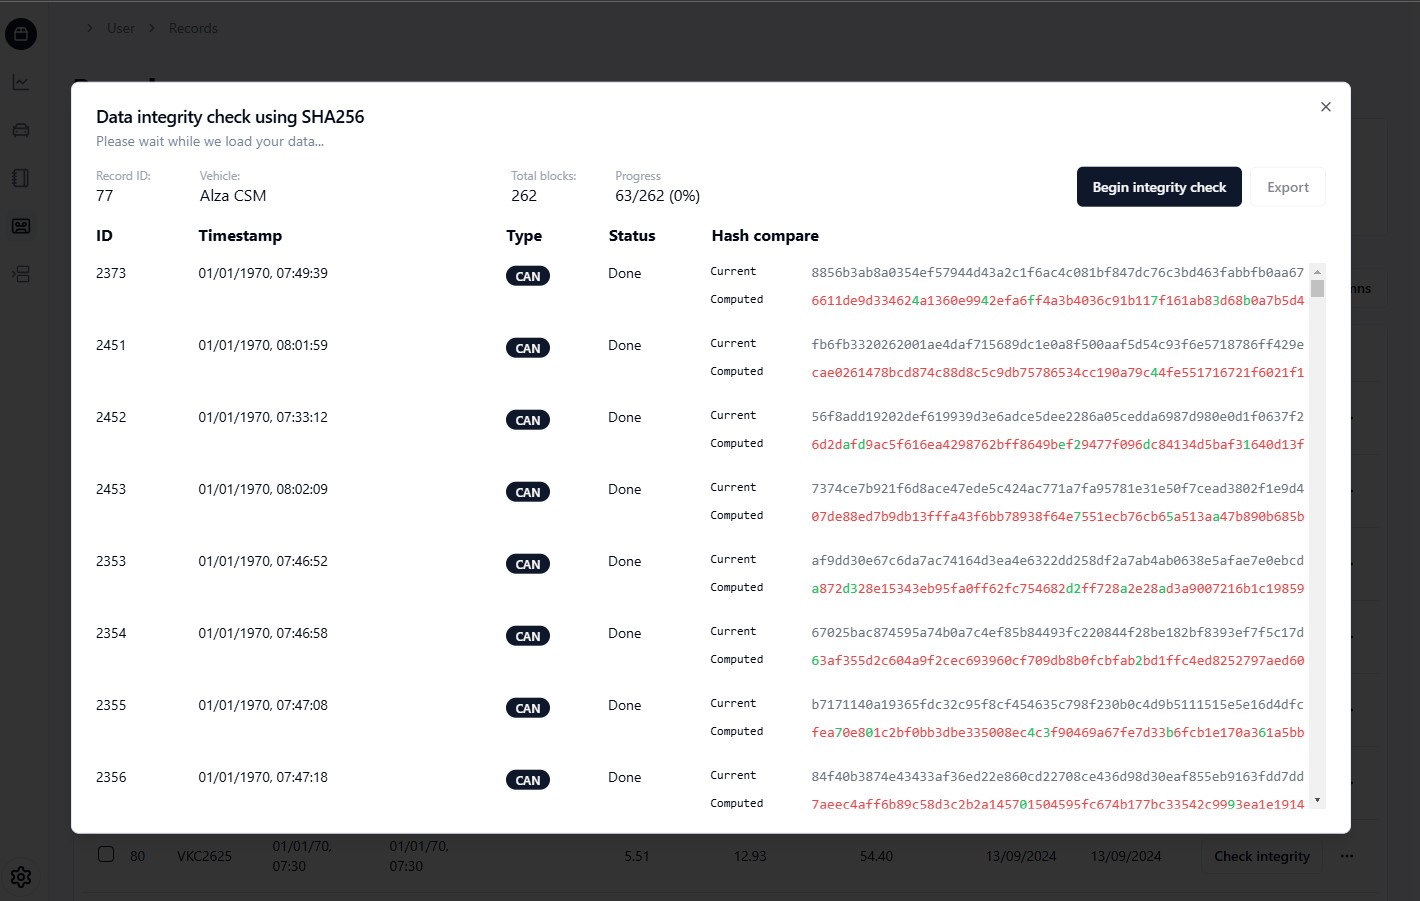 User > Records
Data integrity check using SHA256
Please wait while we load your data...
Record ID: Vehicle: Total blocks: Progress
77 Alza CSM 262 63/262 (0%)
Begin integrity check Export
ID Timestamp Type Status Hash compare
2373 01/01/1970, 07:49:39 CAN Done Current 8856b3ab8a0354ef57944d43a2c1f6ac4c081bf847dc76c3bd463fabbfb0aa67
Computed 6611de9d334624a1360e9942efa6ff4a3b4036c91b117f161ab83d68b0a7b5d4
2451 01/01/1970, 08:01:59 CAN Done Current fb6fb3320262001ae4daf715689dc1e0a8f500aaf5d54c93f6e5718786ff429e
Computed cae0261478bcd874c88d8c5c9db75786534cc190a79c44fe551716721f6021f1
2452 01/01/1970, 07:33:12 CAN Done Current 56f8add19202def619939d3e6adce5dee2286a05cedda6987d980e0d1f0637f2
Computed 6d2dafd9ac5f616ea4298762bff8649bef29477f096dc84134d5baf31640d13f
2453 01/01/1970, 08:02:09 CAN Done Current 7374ce7b921f6d8ace47ede5c424ac771a7fa95781e31e50f7cead3802f1e9d4
Computed 07de88ed7b9db13fffa43f6bb78938f64e7551ecb76cb65a513aa47b890b685b
2353 01/01/1970, 07:46:52 CAN Done Current af9dd30e67c6da7ac74164d3ea4e6322dd258df2a7ab4ab0638e5afae7e0ebcd
Computed a872d328e15343eb95fa0ff62fc754682d2ff728a2e28ad3a9007216b1c19859
2354 01/01/1970, 07:46:58 CAN Done Current 67025bac874595a74b0a7c4ef85b84493fc220844f28be182bf8393ef7f5c17d
Computed 63af355d2c604a9f2cec693960cf709db8b0fcbfab2bd1ffc4ed8252797aed60
2355 01/01/1970, 07:47:08 CAN Done Current b7171140a19365fdc32c95f8cf454635c798f230b0c4d9b5111515e5e16d4dfc
Computed fea70e801c2bf0bb3dbe335008ec4c3f90469a67fe7d33b6fcb1e170a361a5bb
2356 01/01/1970, 07:47:18 CAN Done Current 84f40b3874e43433af36ed22e860cd22708ce436d98d30eaf855eb9163fdd7dd
Computed 7aeec4aff6b89c58d3c2b2a145701504595fc674b177bc33542c9993ea1e1914
80 VKC2625 01/01/70, 07:30 01/01/70, 07:30 5.51 12.93 54.40 13/09/2024 13/09/2024 Check integrity